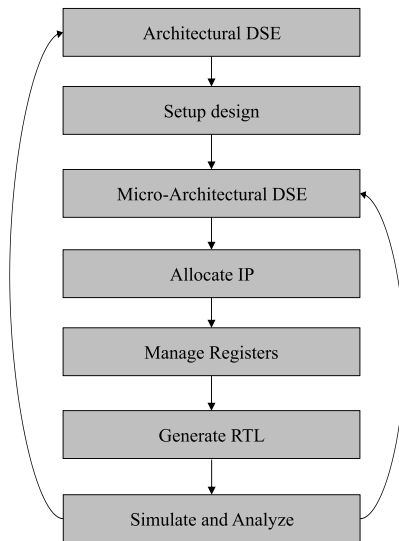 Architectural DSE
Setup design
Micro-Architectural DSE
Allocate IP
Manage Registers
Generate RTL
Simulate and Analyze